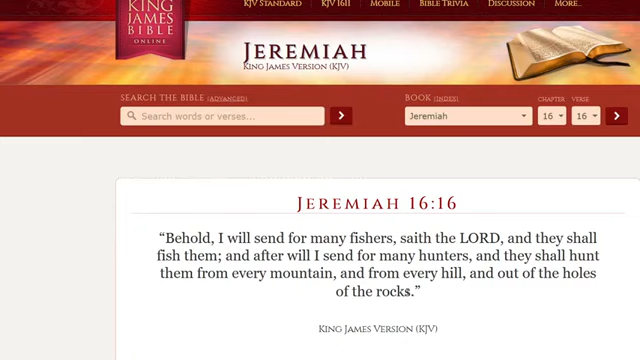 KING
JAMES
BIBLE
ONLINE
KJV STANDARD KJV 1611 MOBILE BIBLE TRIVIA DISCUSSION MORE...
JEREMIAH
KING JAMES VERSION (KJV)
SEARCH THE BIBLE (ADVANCED) BOOK (INDEX) CHAPTER VERSE
Search words or verses... Jeremiah 16 16
JEREMIAH 16:16
“Behold, I will send for many fishers, saith the LORD, and they shall
fish them; and after will I send for many hunters, and they shall hunt
them from every mountain, and from every hill, and out of the holes
of the rocks.”
KING JAMES VERSION (KJV)